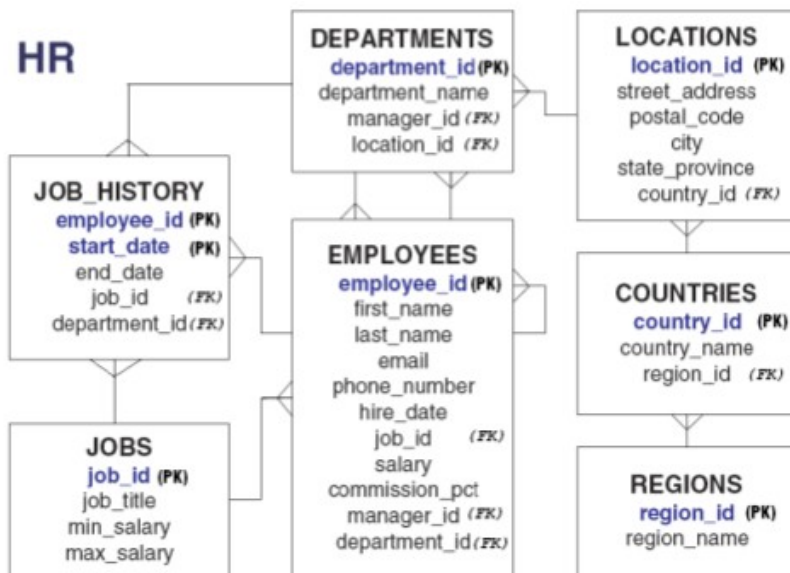 HR
DEPARTMENTS
department_id (PK)
department_name
manager_id (FK)
location_id (FK)
LOCATIONS
location_id (PK)
street_address
postal_code
city
state_province
country_id (FK)
JOB_HISTORY
employee_id (PK)
start_date (PK)
end_date
job_id (FK)
department_id (FK)
EMPLOYEES
employee_id (PK)
first_name
last_name
email
phone_number
hire_date
job_id (FK)
salary
commission_pct
manager_id (FK)
department_id (FK)
COUNTRIES
country_id (PK)
country_name
region_id (FK)
JOBS
job_id (PK)
job_title
min_salary
max_salary
REGIONS
region_id (PK)
region_name